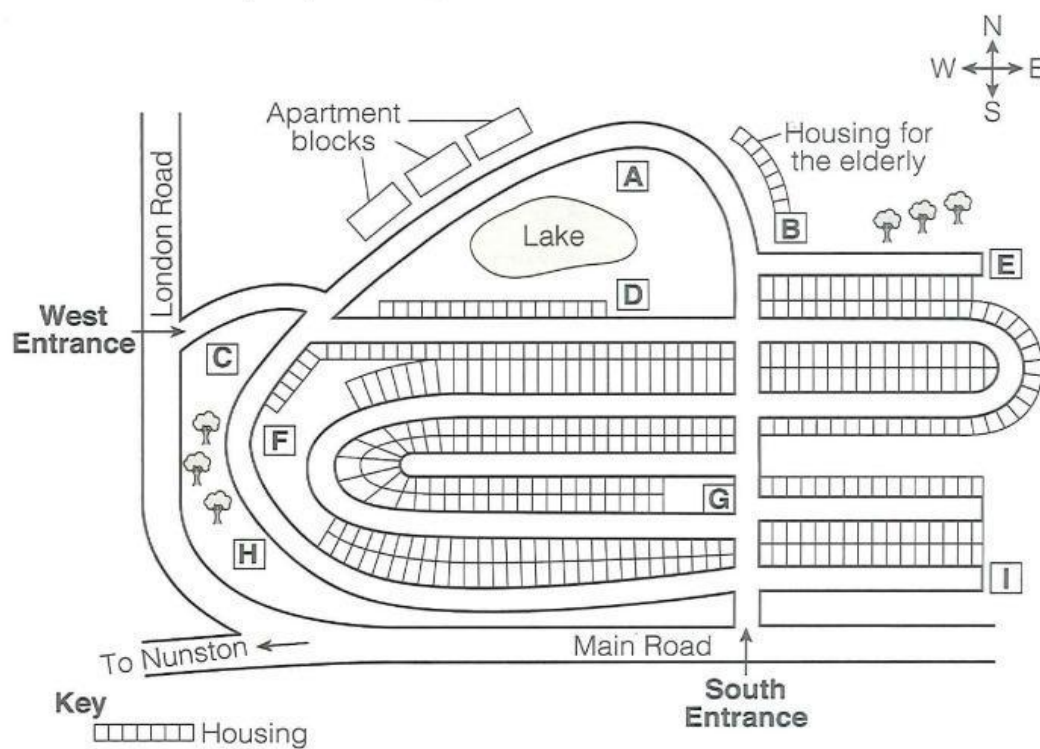 N
W E
S
Apartment
blocks
Housing for
the elderly
London Road
A
B
Lake
E
D
West
Entrance
C
F
G
H
I
Main Road
To Nunston
South
Entrance
Key
Housing